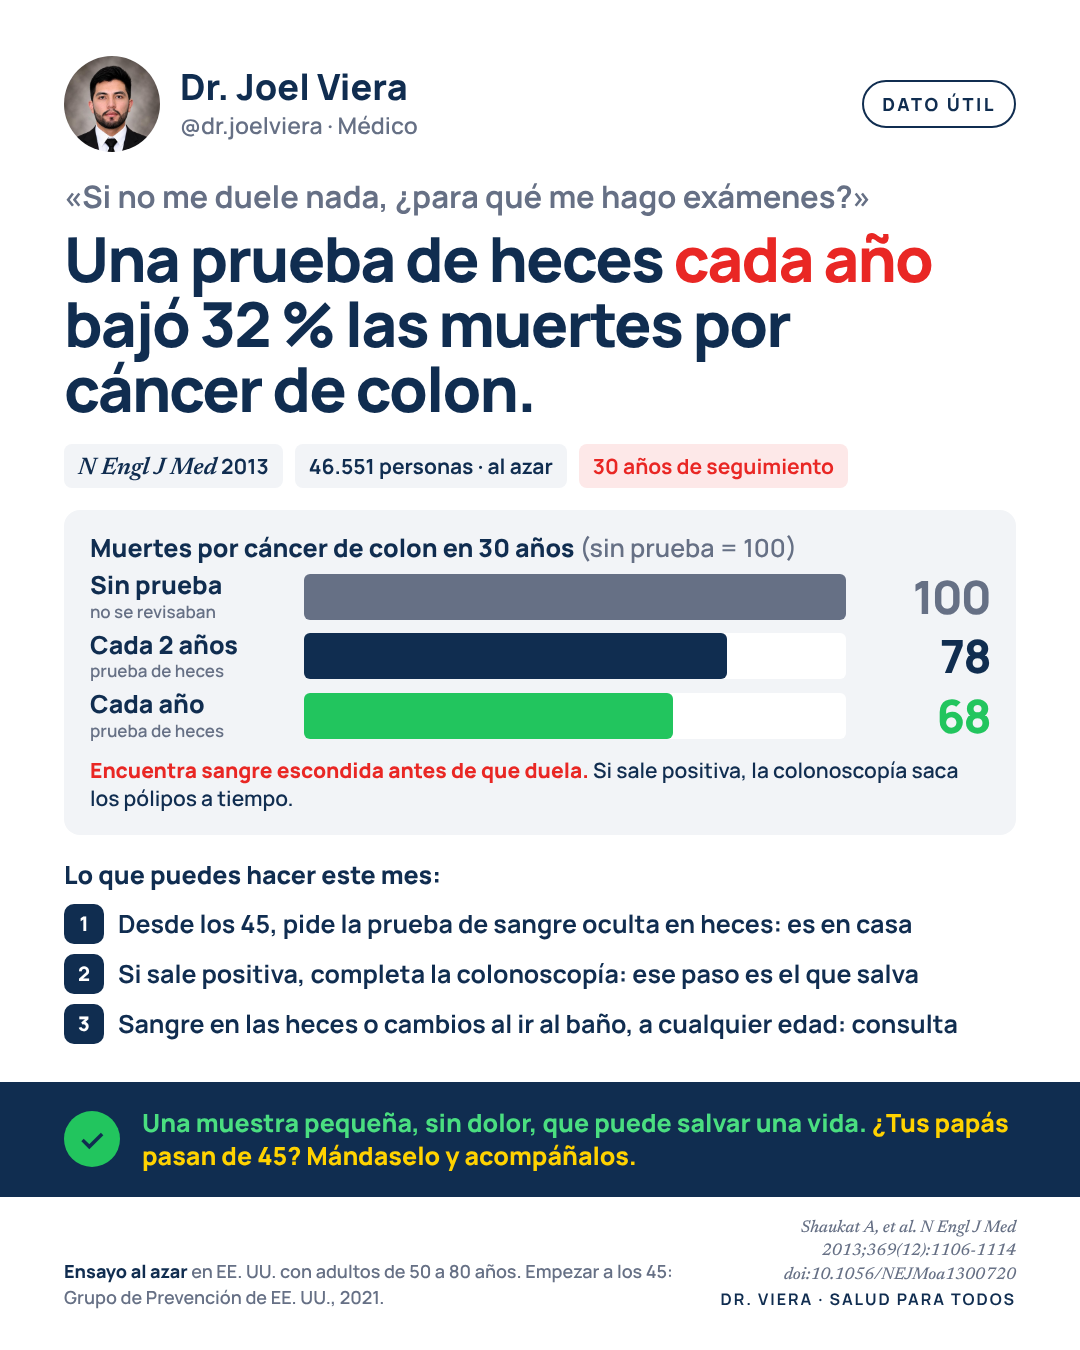 Dr. Joel Viera
@dr.joelviera · Médico
DATO ÚTIL
«Si no me duele nada, ¿para qué me hago exámenes?»
Una prueba de heces cada año
bajó 32 % las muertes por
cáncer de colon.
N Engl J Med 2013
46.551 personas · al azar
30 años de seguimiento
Muertes por cáncer de colon en 30 años (sin prueba = 100)
Sin prueba
no se revisaban
100
Cada 2 años
prueba de heces
78
Cada año
prueba de heces
68
Encuentra sangre escondida antes de que duela. Si sale positiva, la colonoscopía saca
los pólipos a tiempo.
Lo que puedes hacer este mes:
1 Desde los 45, pide la prueba de sangre oculta en heces: es en casa
2 Si sale positiva, completa la colonoscopía: ese paso es el que salva
3 Sangre en las heces o cambios al ir al baño, a cualquier edad: consulta
Una muestra pequeña, sin dolor, que puede salvar una vida. ¿Tus papás
pasan de 45? Mándaselo y acompáñalos.
Ensayo al azar en EE. UU. con adultos de 50 a 80 años. Empezar a los 45:
Grupo de Prevención de EE. UU., 2021.
Shaukat A, et al. N Engl J Med
2013;369(12):1106-1114
doi:10.1056/NEJMoa1300720
DR. VIERA · SALUD PARA TODOS